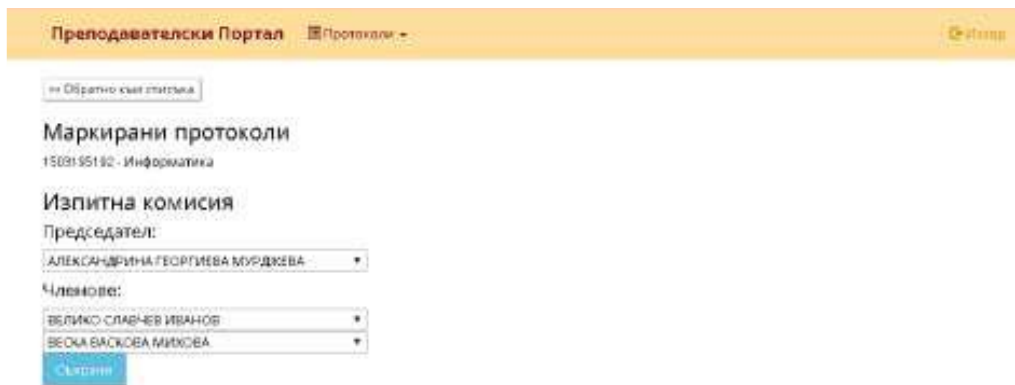 Преподавателски Портал Протоколи Изход
<< Обратно към списъка
Маркирани протоколи
1509195192 - Информатика
Изпитна комисия
Председател:
АЛЕКСАНДРИНА ГЕОРГИЕВА МУРДЖЕВА
Членове:
ВЕЛИКО СЛАВЧЕВ ИВАНОВ
ВЕСКА ВАСКОВА МИХОВА
Съхрани